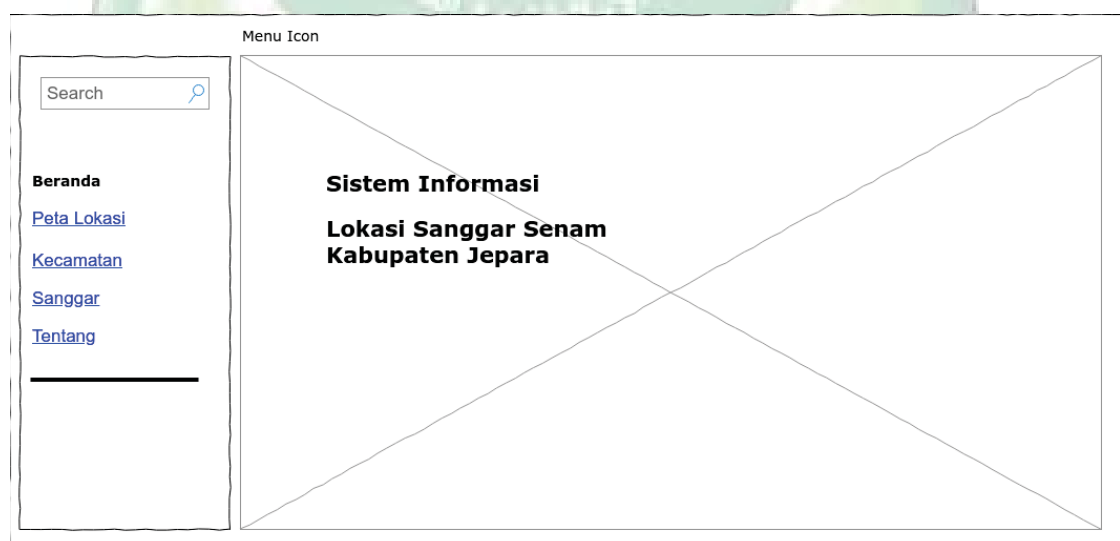 Menu Icon
Search
Beranda
Peta Lokasi
Kecamatan
Sanggar
Tentang
Sistem Informasi
Lokasi Sanggar Senam
Kabupaten Jepara